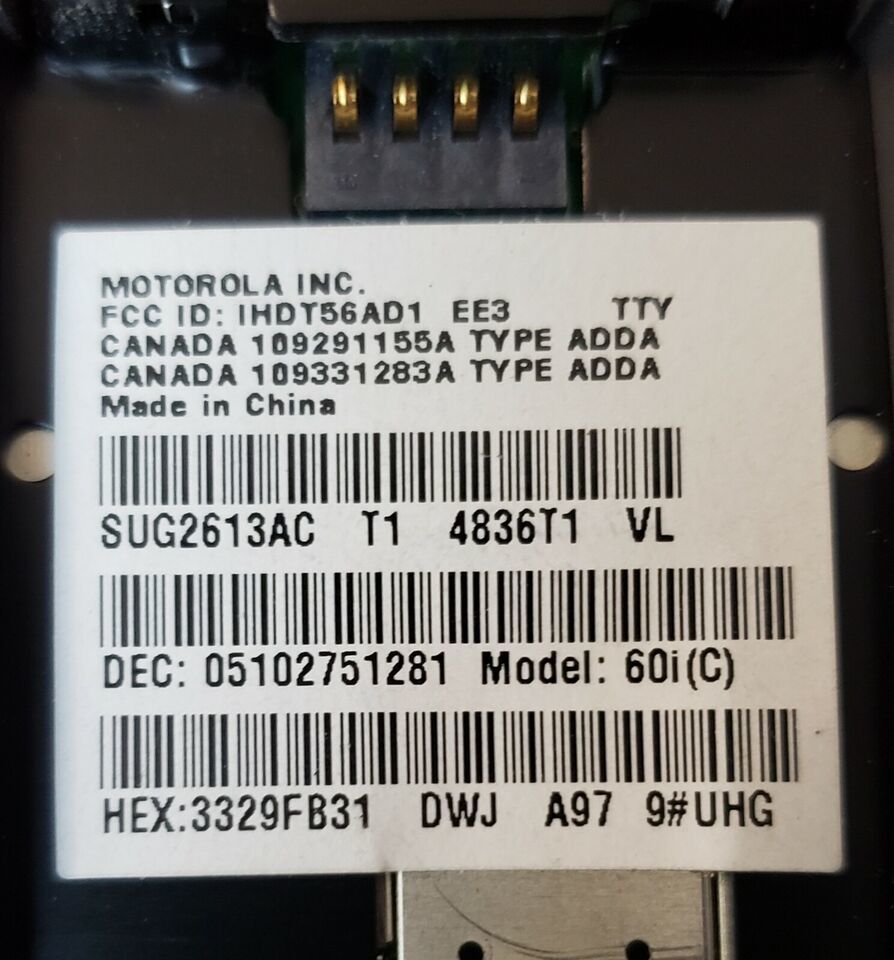 MOTOROLA INC.
FCC ID: IHDT56AD1 EE3 TTY
CANADA 109291155A TYPE ADDA
CANADA 109331283A TYPE ADDA
Made in China
SUG2613AC T1 4836T1 VL
DEC: 05102751281 Model: 60i(C)
HEX:3329FB31 DWJ A97 9#UHG